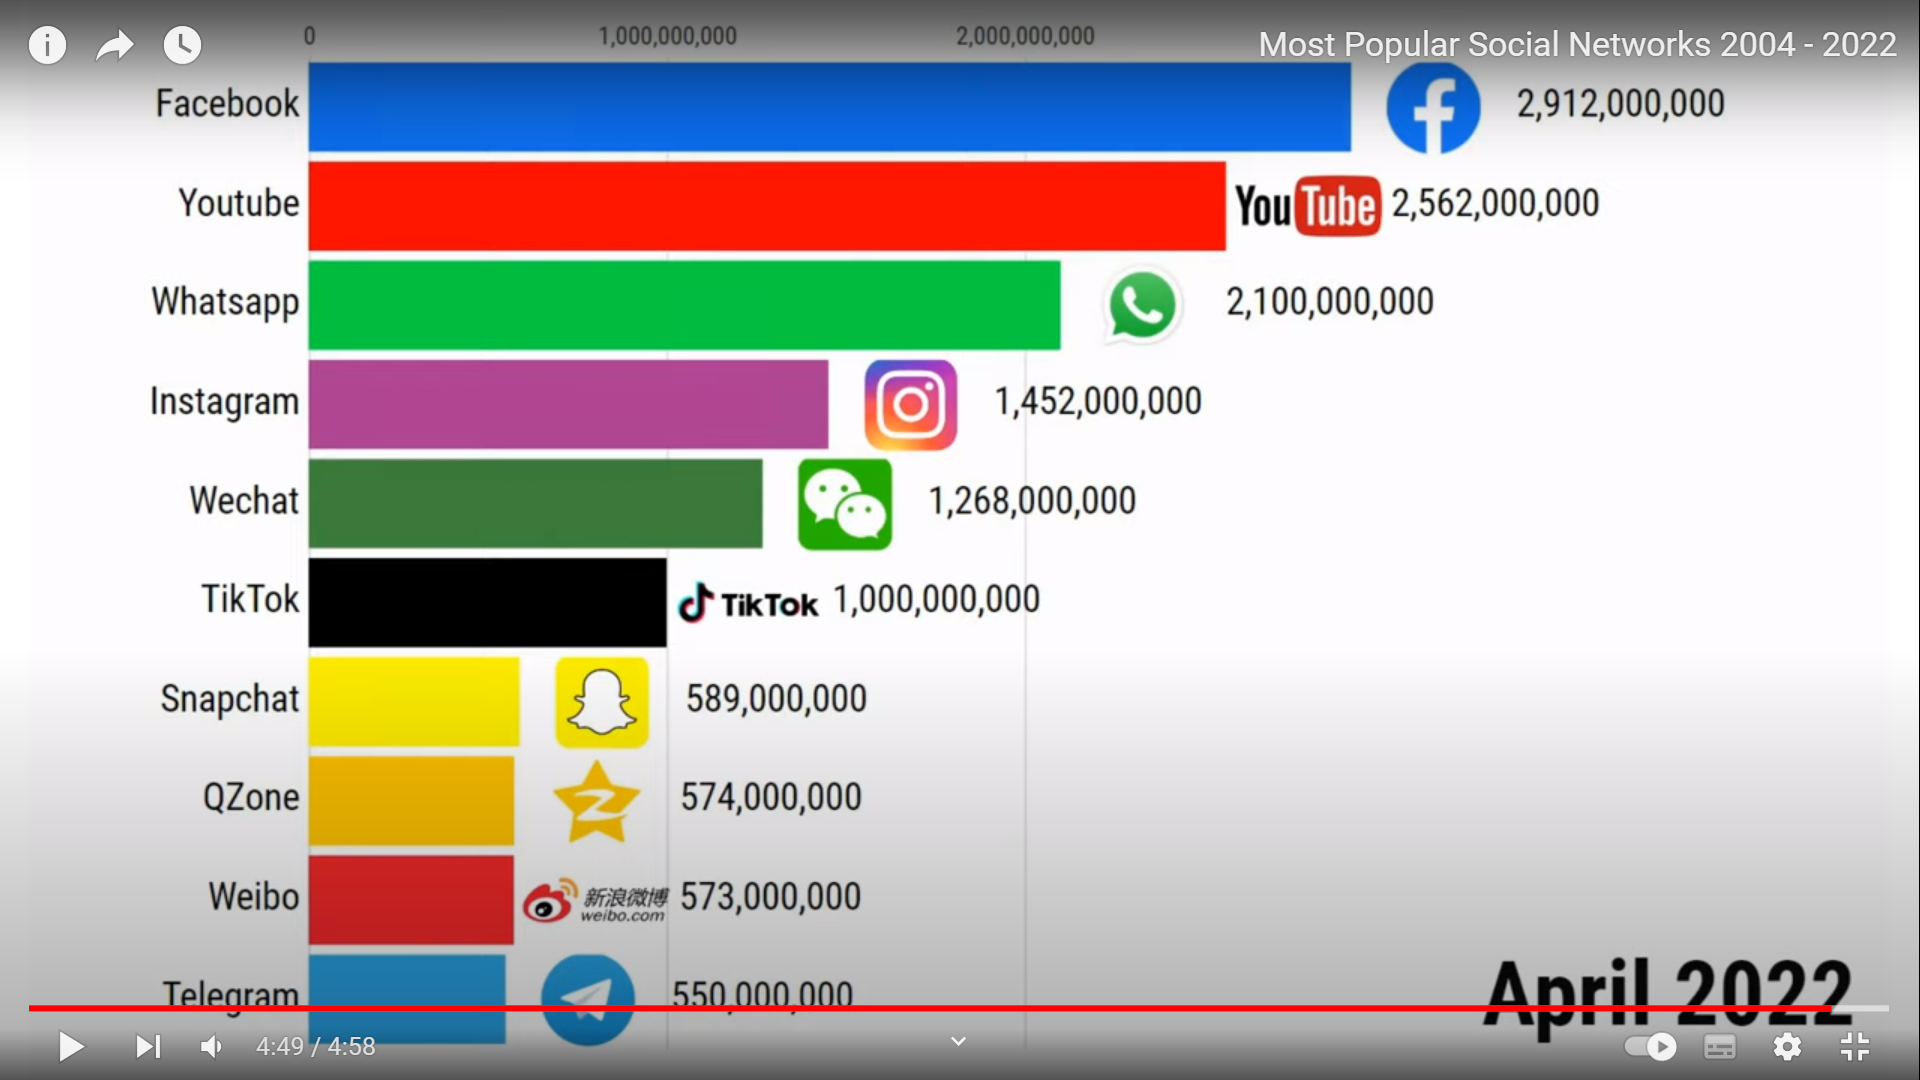 0 1,000,000,000 2,000,000,000
Most Popular Social Networks 2004 - 2022
Facebook 2,912,000,000
Youtube YouTube 2,562,000,000
Whatsapp 2,100,000,000
Instagram 1,452,000,000
Wechat 1,268,000,000
TikTok TikTok 1,000,000,000
Snapchat 589,000,000
QZone 574,000,000
Weibo 新浪微博 573,000,000
weibo.com
Telegram 550,000,000
April 2022
4:49 / 4:58